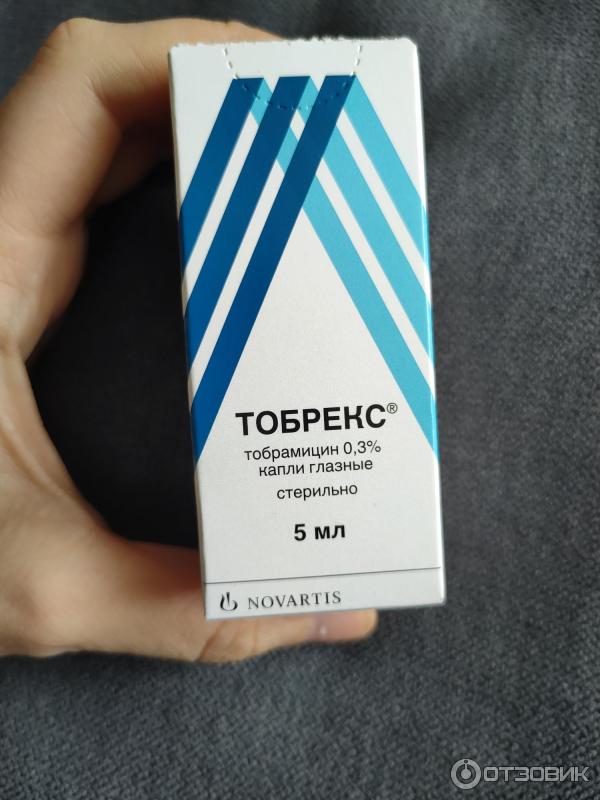 ТОБРЕКС®
тобрамицин 0,3%
капли глазные
стерильно
5 мл
NOVARTIS
ОТЗОВИК